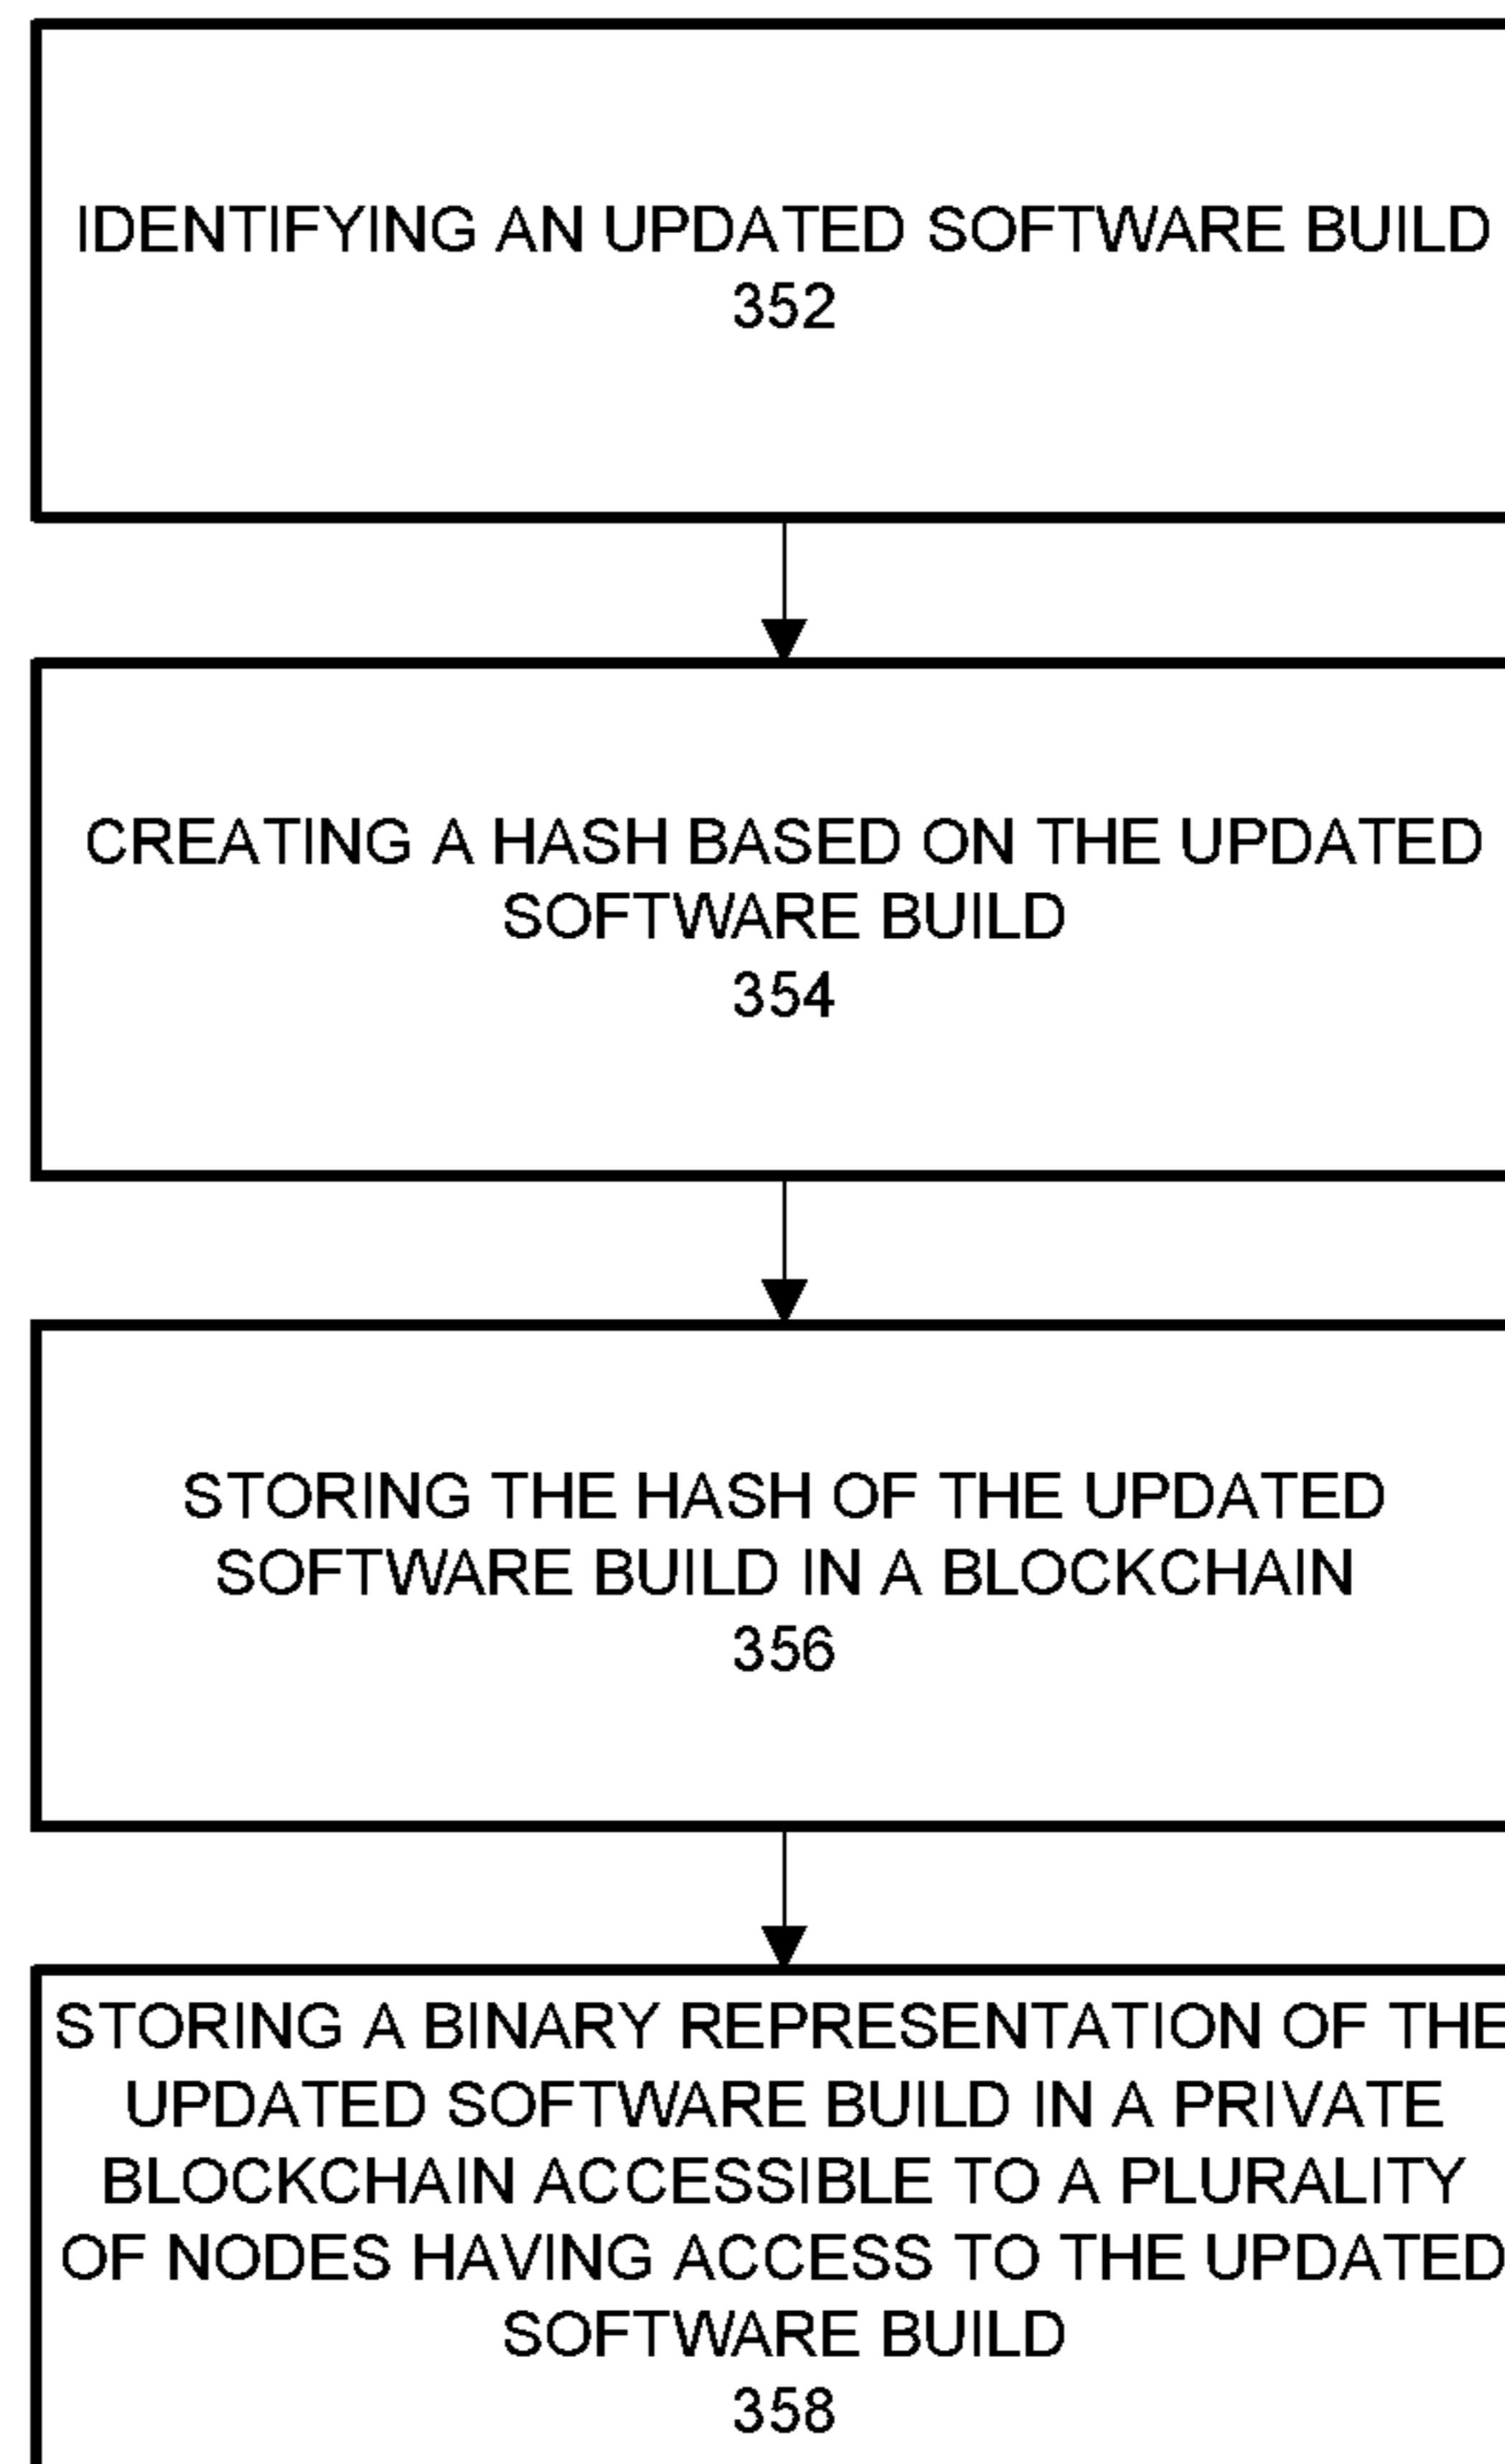 IDENTIFYING AN UPDATED SOFTWARE BUILD
352
CREATING A HASH BASED ON THE UPDATED
SOFTWARE BUILD
354
STORING THE HASH OF THE UPDATED
SOFTWARE BUILD IN A BLOCKCHAIN
356
STORING A BINARY REPRESENTATION OF THE
UPDATED SOFTWARE BUILD IN A PRIVATE
BLOCKCHAIN ACCESSIBLE TO A PLURALITY
OF NODES HAVING ACCESS TO THE UPDATED
SOFTWARE BUILD
358